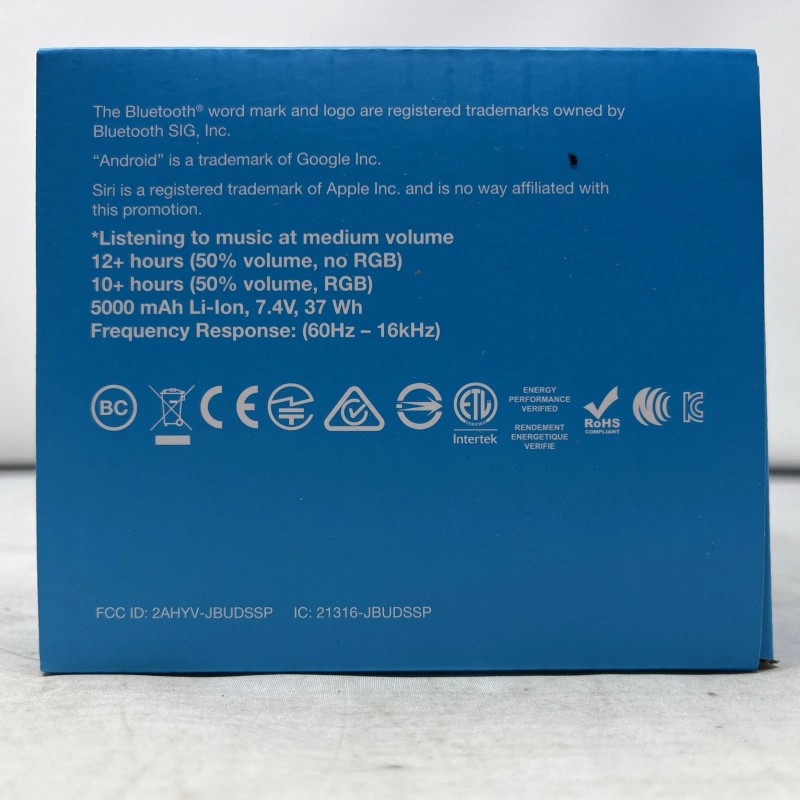 The Bluetooth® word mark and logo are registered trademarks owned by
Bluetooth SIG, Inc.
“Android” is a trademark of Google Inc.
Siri is a registered trademark of Apple Inc. and is no way affiliated with
this promotion.
*Listening to music at medium volume
12+ hours (50% volume, no RGB)
10+ hours (50% volume, RGB)
5000 mAh Li-Ion, 7.4V, 37 Wh
Frequency Response: (60Hz – 16kHz)
BC
CE
ETL
Intertek
ENERGY
PERFORMANCE
VERIFIED
RENDEMENT
ENERGETIQUE
VERIFIE
RoHS
COMPLIANT
FCC ID: 2AHYV-JBUDSSP IC: 21316-JBUDSSP